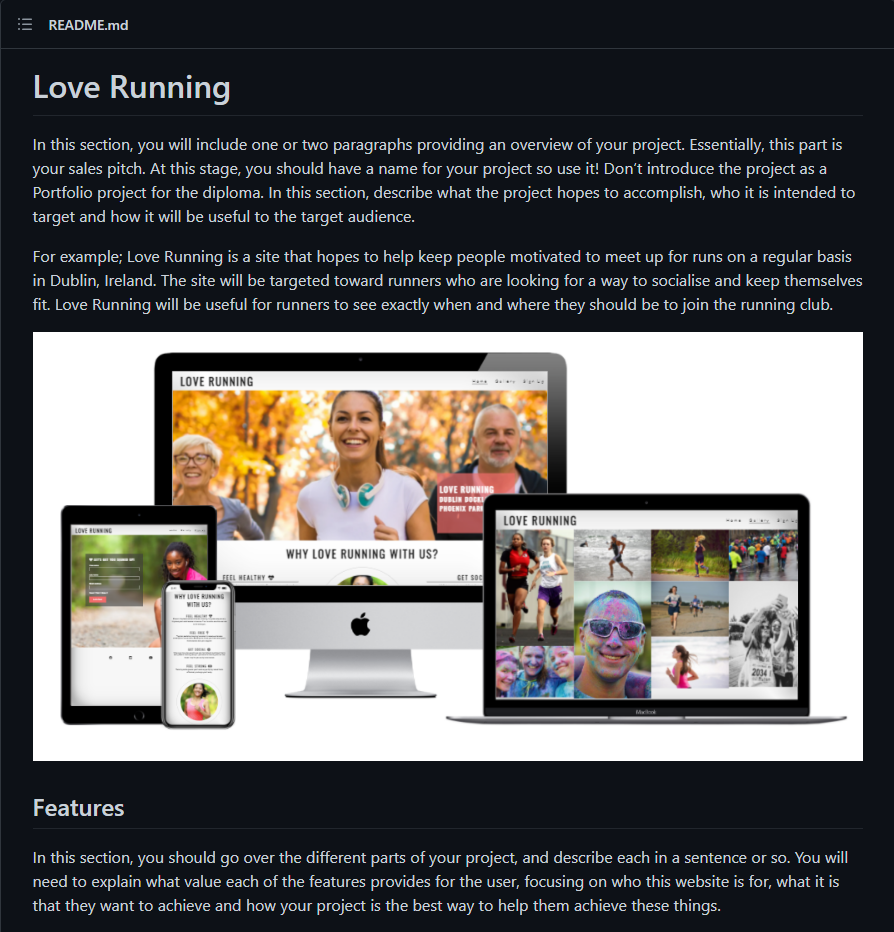 README.md
Love Running
In this section, you will include one or two paragraphs providing an overview of your project. Essentially, this part is
your sales pitch. At this stage, you should have a name for your project so use it! Don’t introduce the project as a
Portfolio project for the diploma. In this section, describe what the project hopes to accomplish, who it is intended to
target and how it will be useful to the target audience.
For example; Love Running is a site that hopes to help keep people motivated to meet up for runs on a regular basis
in Dublin, Ireland. The site will be targeted toward runners who are looking for a way to socialise and keep themselves
fit. Love Running will be useful for runners to see exactly when and where they should be to join the running club.
LOVE RUNNING
Home Gallery Sign Up
LOVE RUNNING
DUBLIN DOCK
PHOENIX PAR
WHY LOVE RUNNING WITH US?
FEEL HEALTHY
GET SOC
LOVE RUNNING
WHY LOVE RUNNING
WITH US?
FEEL HEALTHY
FEEL FREE
GET SOCIAL
FEEL STRONG
LOVE RUNNING
Home Gallery Sign Up
2034
MacBook
Features
In this section, you should go over the different parts of your project, and describe each in a sentence or so. You will
need to explain what value each of the features provides for the user, focusing on who this website is for, what it is
that they want to achieve and how your project is the best way to help them achieve these things.